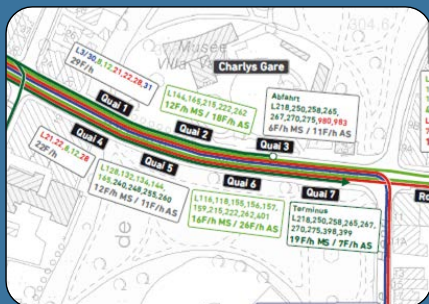 304.6
Musée
Villa Va
Charlys Gare
L3/30,8,12,21,22,28,31
29F/h
Quai 1
L144,165,215,222,262
12F/h MS / 18F/h AS
Quai 2
Abfahrt
L218,250,258,265,
267,270,275,980,983
6F/h MS / 11F/h AS
Quai 3
L21,22,8,12,28
22F/h
Quai 4
L128,132,134,144,
165,240,248,255,260
12F/h MS / 11F/h AS
Quai 5
L116,118,155,156,157,
159,215,222,262,601
16F/h MS / 26F/h AS
Quai 6
Terminus
L218,250,258,265,267,
270,275,398,399
19F/h MS / 7F/h AS
Quai 7
de
Ro